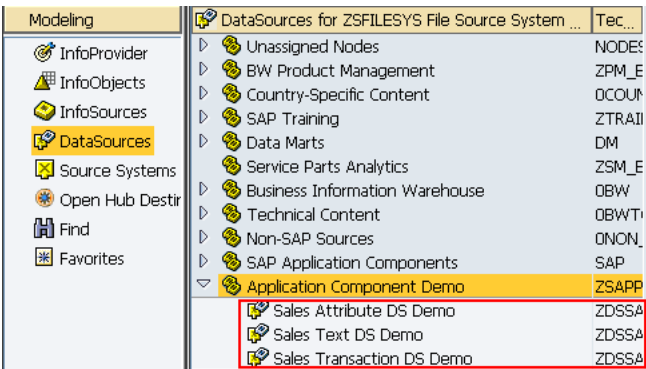 Modeling
InfoProvider
InfoObjects
InfoSources
DataSources
Source Systems
Open Hub Destir
Find
Favorites
DataSources for ZSFILESYS File Source System ... Tec...
Unassigned Nodes NODES
BW Product Management ZPM_E
Country-Specific Content 0COUN
SAP Training ZTRAI
Data Marts DM
Service Parts Analytics ZSM_E
Business Information Warehouse 0BW
Technical Content 0BWT
Non-SAP Sources 0NON_
SAP Application Components SAP
Application Component Demo ZSAPP
Sales Attribute DS Demo ZDSSA
Sales Text DS Demo ZDSSA
Sales Transaction DS Demo ZDSSA